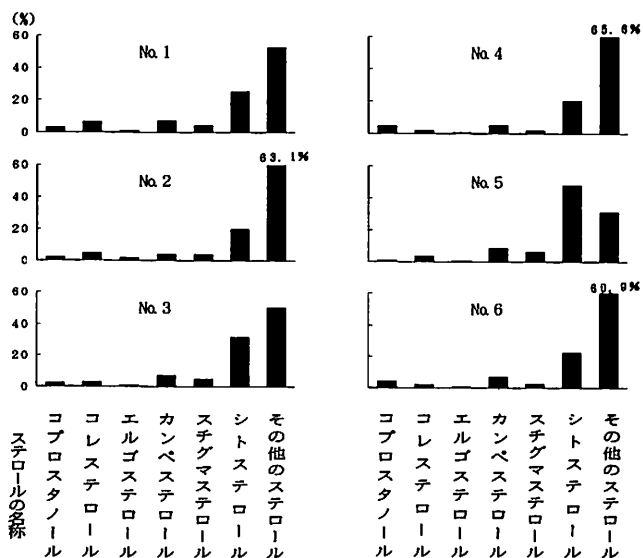 (%)
60
40
20
0
No. 1
60
40
20
0
No. 2
63. 1%
60
40
20
0
No. 3
ステロールの名称
コプロスタノール
コレステロール
エルゴステロール
カンペステロール
スチグマステロール
シトステロール
その他のステロール
65. 6%
No. 4
No. 5
60. 9%
No. 6
コプロスタノール
コレステロール
エルゴステロール
カンペステロール
スチグマステロール
シトステロール
その他のステロール